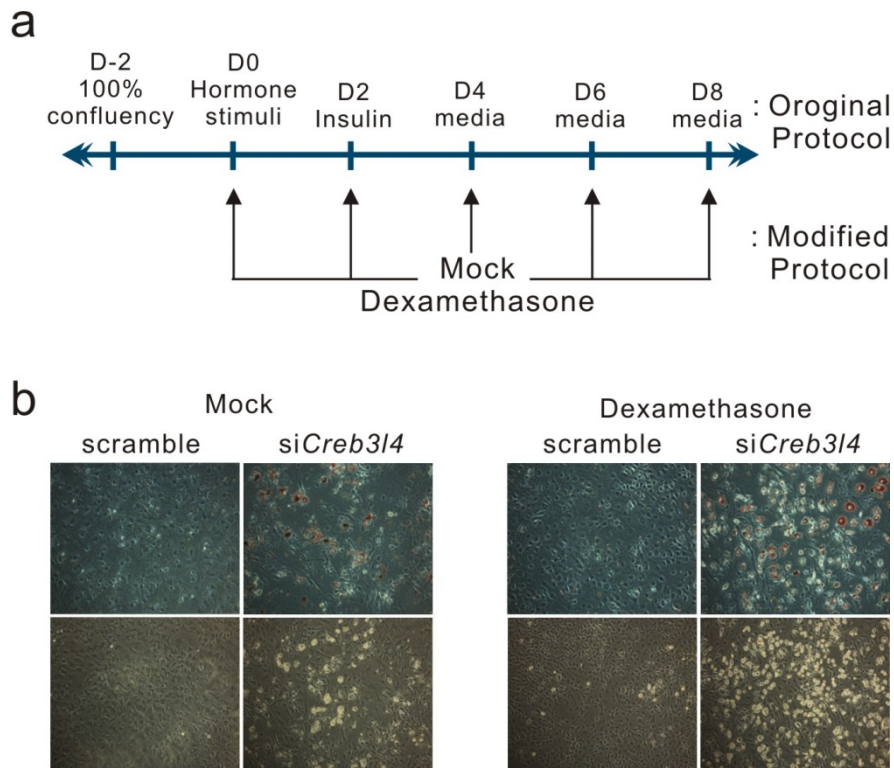 a
D-2
100%
confluency
D0
Hormone
stimuli
D2
Insulin
D4
media
D6
media
D8
media
: Oroginal
Protocol
: Modified
Protocol
Mock
Dexamethasone
b
Mock
scramble
siCreb3l4
Dexamethasone
scramble
siCreb3l4